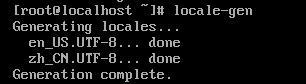 [root@localhost ~]# locale-gen
Generating locales...
  en_US.UTF-8... done
  zh_CN.UTF-8... done
Generation complete.